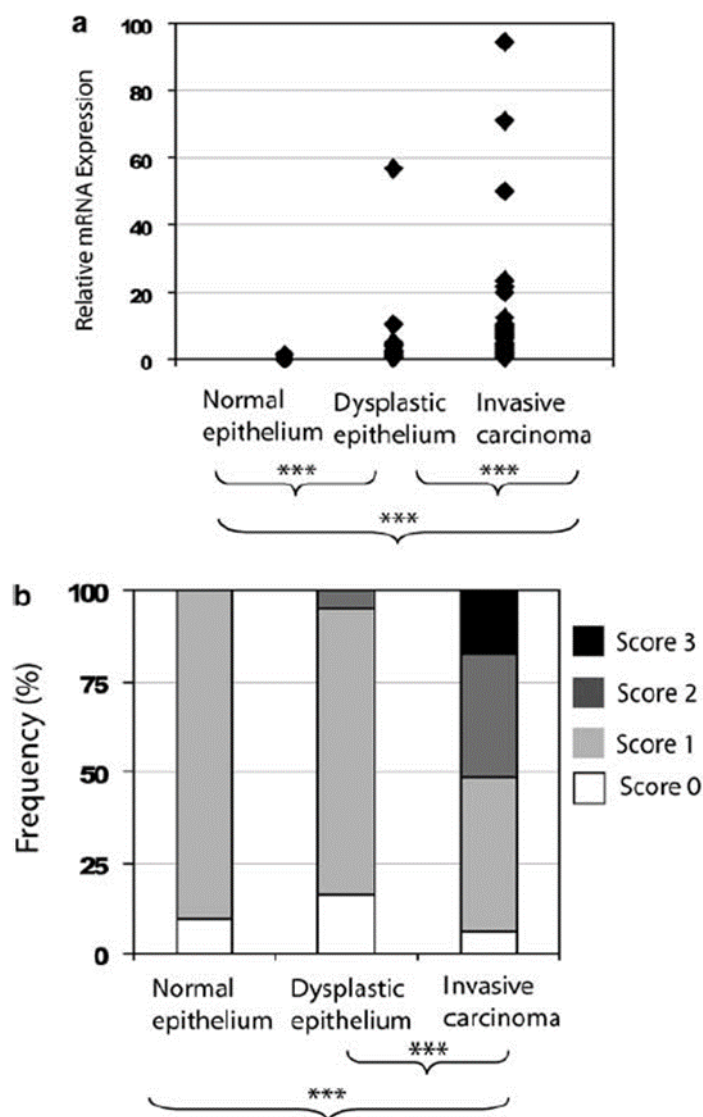 a
100
80
60
40
20
0
Relative mRNA Expression
Normal epithelium
Dysplastic epithelium
Invasive carcinoma
***
***
***
b
100
75
50
25
0
Frequency (%)
Score 3
Score 2
Score 1
Score 0
Normal epithelium
Dysplastic epithelium
Invasive carcinoma
***
***